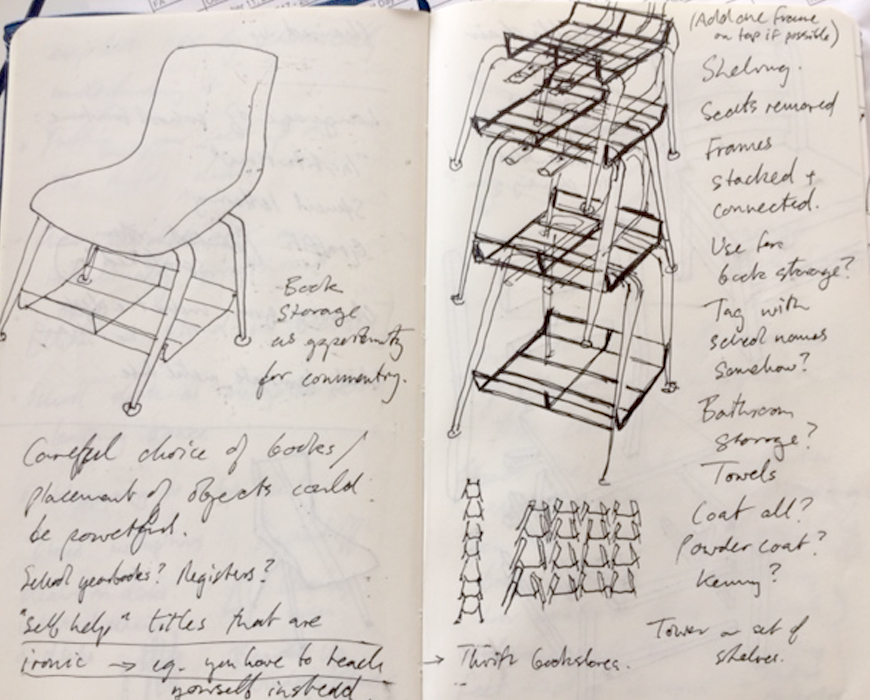 Book
Storage
as opportunity
for commentry.
Careful choice of books/
placement of objects could
be powerful.
School yearbooks? Registers?
"Self help" titles that are
ironic → eg. you have to teach
yourself instead.
(Add one frame
on top if possible)
Shelving.
Seats removed
Frames
stacked +
connected.
Use for
book storage?
Tag with
school names
Somehow?
Bathroom
storage?
Towels
Coat all?
Powder coat?
Kenny?
Tower or set of
shelves.
→ Thrift bookstores.